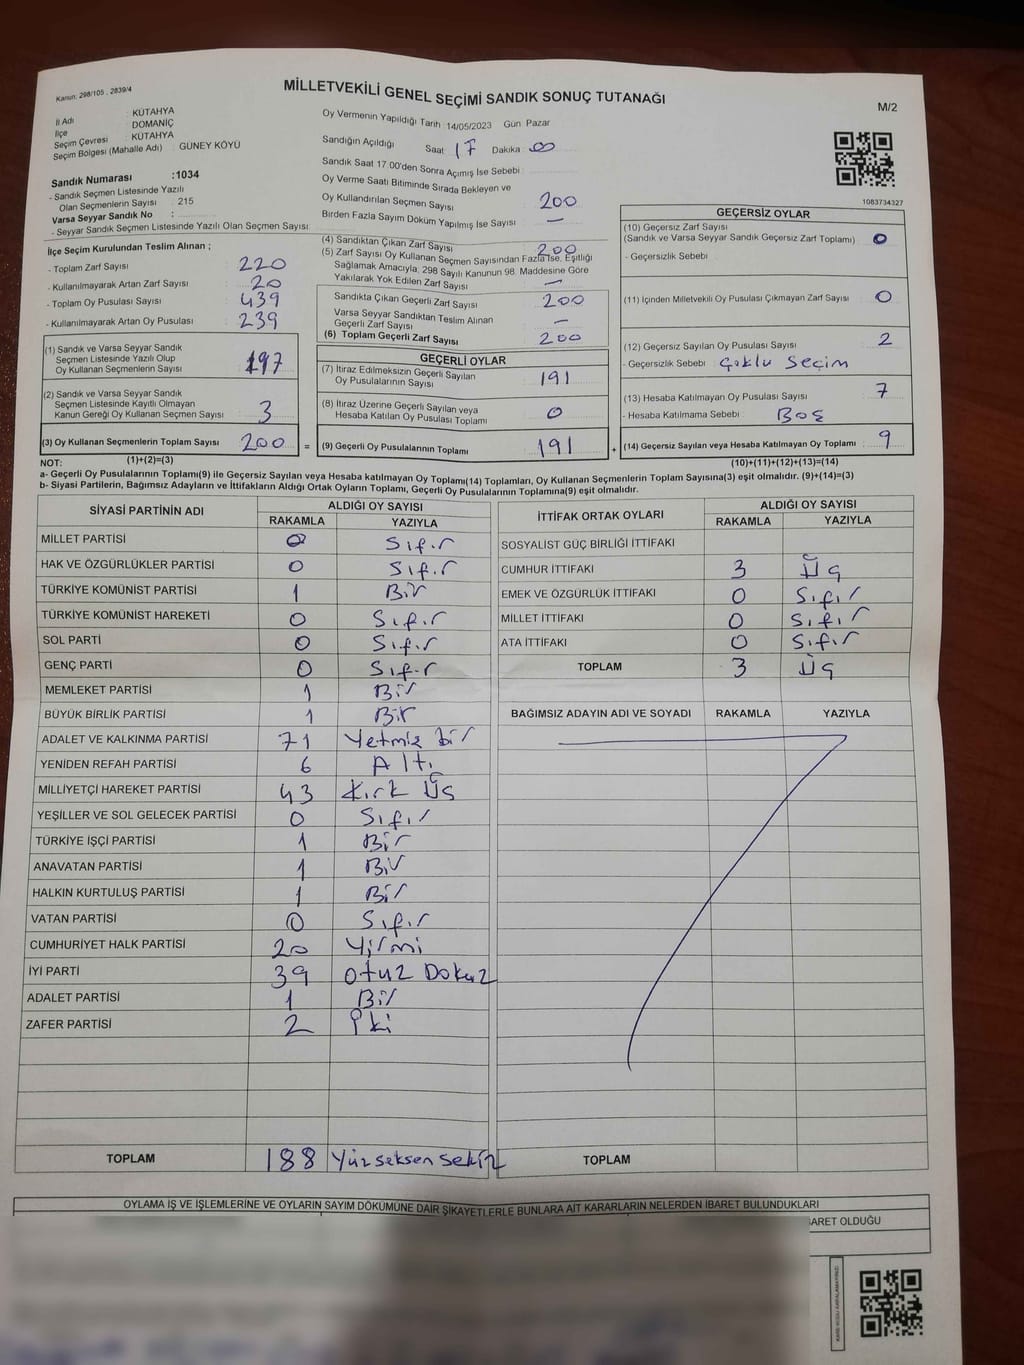 Kanun: 298/105 , 2839/4
MİLLETVEKİLİ GENEL SEÇİMİ SANDIK SONUÇ TUTANAĞI
M/2
İl Adı : KÜTAHYA
İlçe : DOMANİÇ
Seçim Çevresi : KÜTAHYA
Seçim Bölgesi (Mahalle Adı) : GÜNEY KÖYÜ
Sandık Numarası :1034
- Sandık Seçmen Listesinde Yazılı
Olan Seçmenlerin Sayısı : 215
Varsa Seyyar Sandık No :
- Seyyar Sandık Seçmen Listesinde Yazılı Olan Seçmen Sayısı:
Oy Vermenin Yapıldığı Tarih :14/05/2023 Gün: Pazar
Sandığın Açıldığı Saat 17 Dakika 00
Sandık Saat 17.00'den Sonra Açımış İse Sebebi :
Oy Verme Saati Bitiminde Sırada Bekleyen ve
Oy Kullandırılan Seçmen Sayısı 200
Birden Fazla Sayım Döküm Yapılmış İse Sayısı : —
1083734327
İlçe Seçim Kurulundan Teslim Alınan ;
- Toplam Zarf Sayısı 220
- Kullanılmayarak Artan Zarf Sayısı 20
- Toplam Oy Pusulası Sayısı 439
- Kullanılmayarak Artan Oy Pusulası 239
(1) Sandık ve Varsa Seyyar Sandık
Seçmen Listesinde Yazılı Olup
Oy Kullanan Seçmenlerin Sayısı 197
(2) Sandık ve Varsa Seyyar Sandık
Seçmen Listesinde Kayıtlı Olmayan
Kanun Gereği Oy Kullanan Seçmen Sayısı 3
(3) Oy Kullanan Seçmenlerin Toplam Sayısı 200 =
(1)+(2)=(3)
(4) Sandıktan Çıkan Zarf Sayısı 200
(5) Zarf Sayısı Oy Kullanan Seçmen Sayısından Fazla İse, Eşitliği
Sağlamak Amacıyla, 298 Sayılı Kanunun 98. Maddesine Göre
Yakılarak Yok Edilen Zarf Sayısı —
Sandıkta Çıkan Geçerli Zarf Sayısı 200
Varsa Seyyar Sandıktan Teslim Alınan
Geçerli Zarf Sayısı —
(6) Toplam Geçerli Zarf Sayısı 200
GEÇERLİ OYLAR
(7) İtiraz Edilmeksizin Geçerli Sayılan
Oy Pusulalarının Sayısı 191
(8) İtiraz Üzerine Geçerli Sayılan veya
Hesaba Katılan Oy Pusulası Toplamı 0
(9) Geçerli Oy Pusulalarının Toplamı 191 +
GEÇERSİZ OYLAR
(10) Geçersiz Zarf Sayısı
(Sandık ve Varsa Seyyar Sandık Geçersiz Zarf Toplamı) 0
- Geçersizlik Sebebi
(11) İçinden Milletvekili Oy Pusulası Çıkmayan Zarf Sayısı 0
(12) Geçersiz Sayılan Oy Pusulası Sayısı 2
- Geçersizlik Sebebi Çoklu Seçim
(13) Hesaba Katılmayan Oy Pusulası Sayısı 7
- Hesaba Katılmama Sebebi : Boş
(14) Geçersiz Sayılan veya Hesaba Katılmayan Oy Toplamı 9
(10)+(11)+(12)+(13)=(14)
NOT:
a- Geçerli Oy Pusulalarının Toplamı(9) ile Geçersiz Sayılan veya Hesaba katılmayan Oy Toplamı(14) Toplamları, Oy Kullanan Seçmenlerin Toplam Sayısına(3) eşit olmalıdır. (9)+(14)=(3)
b- Siyasi Partilerin, Bağımsız Adayların ve İttifakların Aldığı Ortak Oyların Toplamı, Geçerli Oy Pusulalarının Toplamına(9) eşit olmalıdır.
SİYASİ PARTİNİN ADI ALDIĞI OY SAYISI
RAKAMLA YAZIYLA
MİLLET PARTİSİ 0 Sıfır
HAK VE ÖZGÜRLÜKLER PARTİSİ 0 Sıfır
TÜRKİYE KOMÜNİST PARTİSİ 1 Bir
TÜRKİYE KOMÜNİST HAREKETİ 0 Sıfır
SOL PARTİ 0 Sıfır
GENÇ PARTİ 0 Sıfır
MEMLEKET PARTİSİ 1 Bir
BÜYÜK BİRLİK PARTİSİ 1 Bir
ADALET VE KALKINMA PARTİSİ 71 Yetmiş bir
YENİDEN REFAH PARTİSİ 6 Altı
MİLLİYETÇİ HAREKET PARTİSİ 43 Kırk Üç
YEŞİLLER VE SOL GELECEK PARTİSİ 0 Sıfır
TÜRKİYE İŞÇİ PARTİSİ 1 Bir
ANAVATAN PARTİSİ 1 Bir
HALKIN KURTULUŞ PARTİSİ 1 Bir
VATAN PARTİSİ 0 Sıfır
CUMHURİYET HALK PARTİSİ 20 Yirmi
İYİ PARTİ 39 Otuz Dokuz
ADALET PARTİSİ 1 Bir
ZAFER PARTİSİ 2 İki
TOPLAM 188 Yüzseksen sekiz
İTTİFAK ORTAK OYLARI ALDIĞI OY SAYISI
RAKAMLA YAZIYLA
SOSYALİST GÜÇ BİRLİĞİ İTTİFAKI
CUMHUR İTTİFAKI 3 Üç
EMEK VE ÖZGÜRLÜK İTTİFAKI 0 Sıfır
MİLLET İTTİFAKI 0 Sıfır
ATA İTTİFAKI 0 Sıfır
TOPLAM 3 Üç
BAĞIMSIZ ADAYIN ADI VE SOYADI RAKAMLA YAZIYLA
TOPLAM
OYLAMA İŞ VE İŞLEMLERİNE VE OYLARIN SAYIM DÖKÜMÜNE DAİR ŞİKAYETLERLE BUNLARA AİT KARARLARIN NELERDEN İBARET BULUNDUKLARI
BARET OLDUĞU